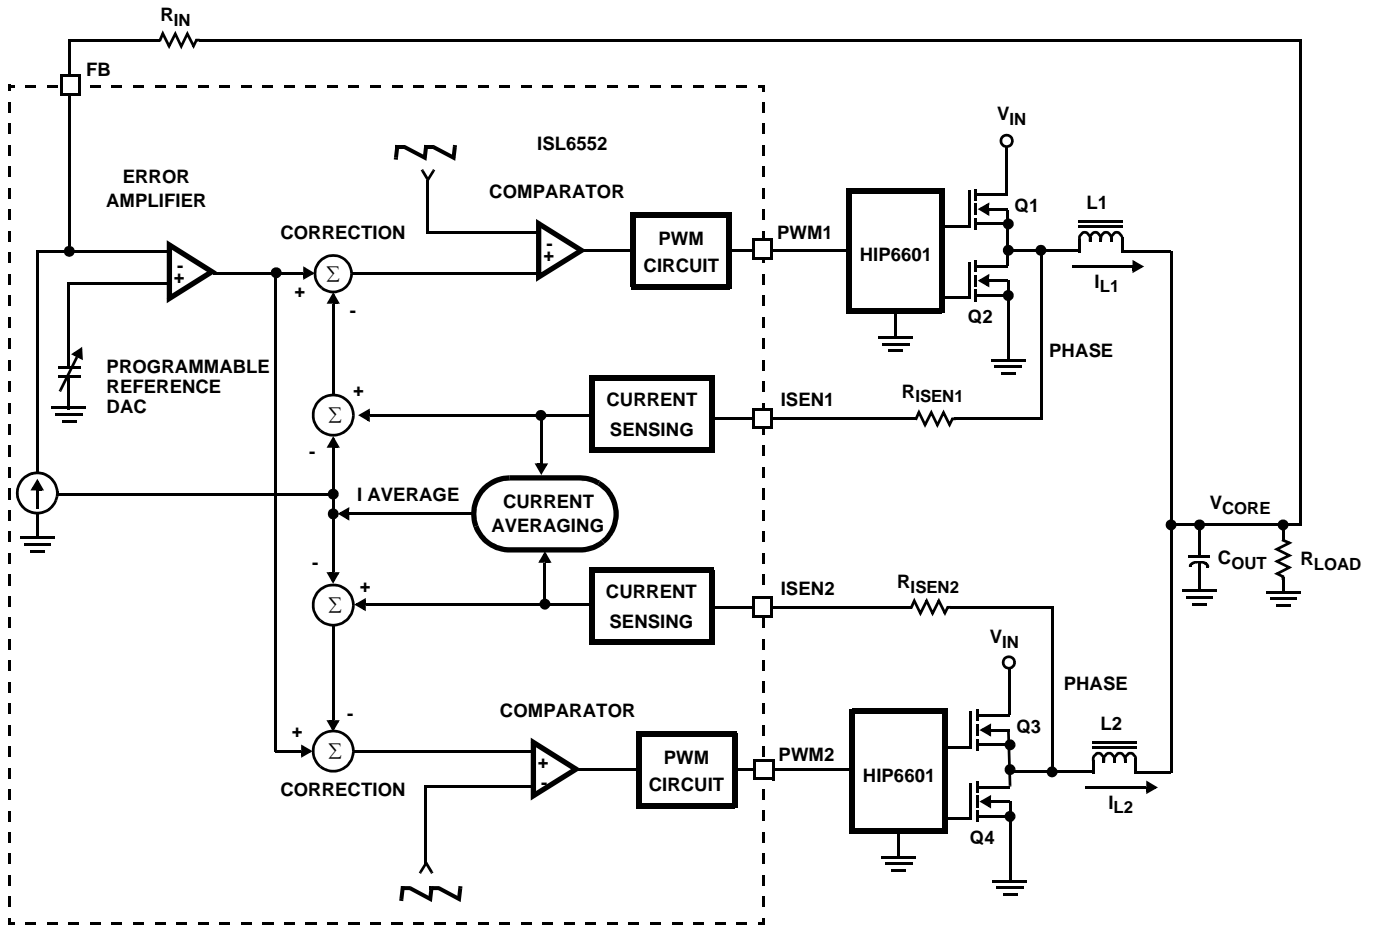 RIN
FB
ISL6552
VIN
ERROR
AMPLIFIER
COMPARATOR
Q1
L1
CORRECTION
PWM
CIRCUIT
PWM1
HIP6601
-
+
-
+
Σ
+
-
IL1
Q2
PHASE
PROGRAMMABLE
REFERENCE
DAC
+
Σ
-
CURRENT
SENSING
ISEN1
RISEN1
I AVERAGE
CURRENT
AVERAGING
VCORE
COUT
RLOAD
-
+
Σ
CURRENT
SENSING
ISEN2
RISEN2
VIN
PHASE
-
+
Σ
CORRECTION
COMPARATOR
+
-
PWM
CIRCUIT
PWM2
HIP6601
Q3
L2
IL2
Q4